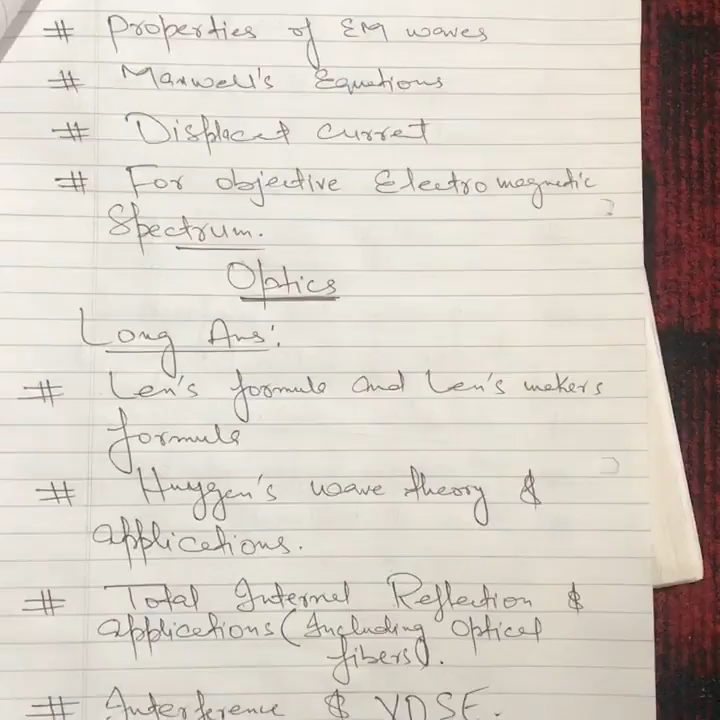 # Properties of EM waves
# Maxwell's Equations
# Displacet current
# For objective Electromagnetic
Spectrum.
Optics
Long Ans:
# Len's formula and Len's makers
formula
# Huygen's wave theory &
applications.
# Total Internal Reflection &
applications (Including Optical
fibers).
# Interference & YDSE.